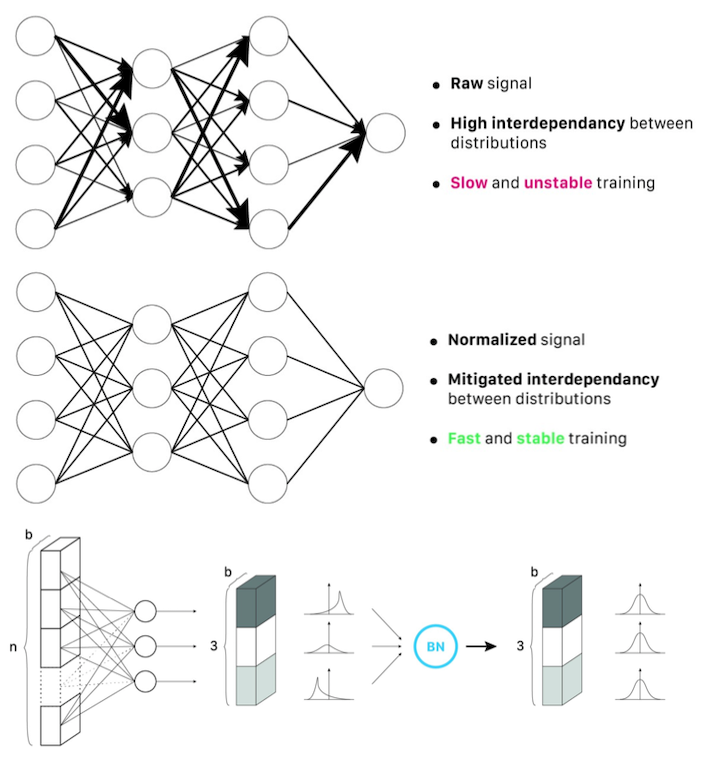 Raw signal
High interdependancy between
distributions
Slow and unstable training
Normalized signal
Mitigated interdependancy
between distributions
Fast and stable training
b
n
b
3
BN
b
3